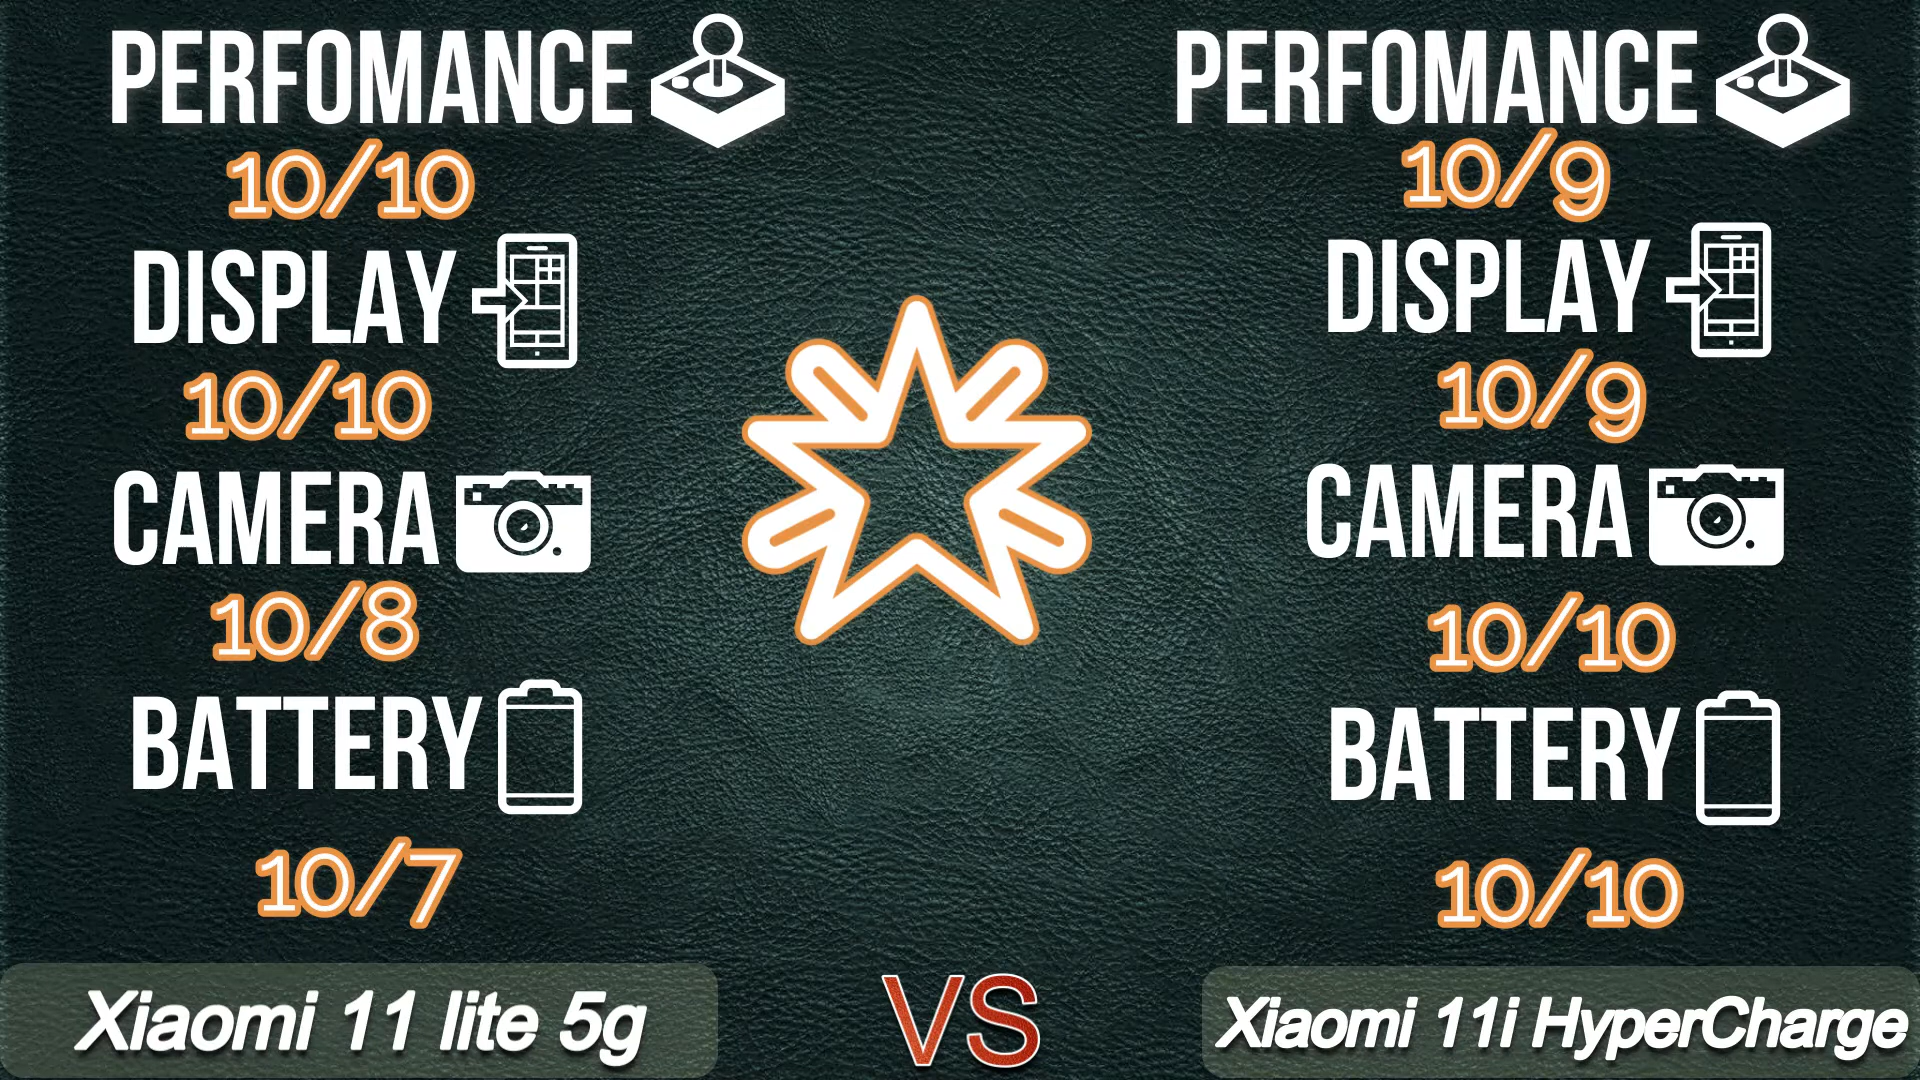 PERFOMANCE
10/10
DISPLAY
10/10
CAMERA
10/8
BATTERY
10/7
Xiaomi 11 lite 5g
VS
PERFOMANCE
10/9
DISPLAY
10/9
CAMERA
10/10
BATTERY
10/10
Xiaomi 11i HyperCharge